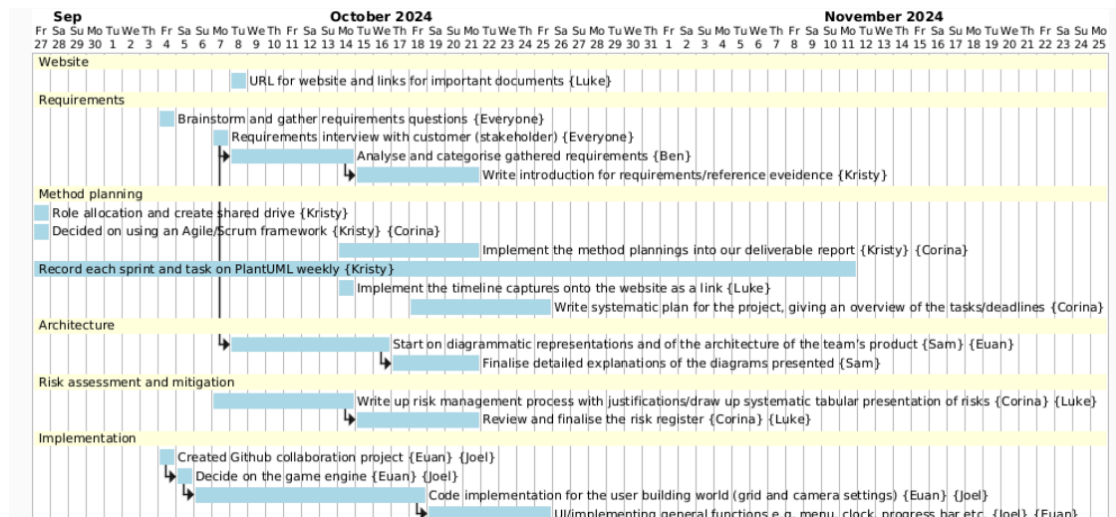 Sep October 2024 November 2024
Fr Sa Su Mo Tu We Th Fr Sa Su Mo Tu We Th Fr Sa Su Mo Tu We Th Fr Sa Su Mo Tu We Th Fr Sa Su Mo Tu We Th Fr Sa Su Mo Tu We Th Fr Sa Su Mo Tu We Th Fr Sa Su Mo Tu We Th Fr Sa Su Mo
27 28 29 30 1 2 3 4 5 6 7 8 9 10 11 12 13 14 15 16 17 18 19 20 21 22 23 24 25 26 27 28 29 30 31 1 2 3 4 5 6 7 8 9 10 11 12 13 14 15 16 17 18 19 20 21 22 23 24 25
Website
URL for website and links for important documents {Luke}
Requirements
Brainstorm and gather requirements questions {Everyone}
Requirements interview with customer (stakeholder) {Everyone}
Analyse and categorise gathered requirements {Ben}
Write introduction for requirements/reference eveidence {Kristy}
Method planning
Role allocation and create shared drive {Kristy}
Decided on using an Agile/Scrum framework {Kristy} {Corina}
Implement the method plannings into our deliverable report {Kristy} {Corina}
Record each sprint and task on PlantUML weekly {Kristy}
Implement the timeline captures onto the website as a link {Luke}
Write systematic plan for the project, giving an overview of the tasks/deadlines {Corina}
Architecture
Start on diagrammatic representations and of the architecture of the team's product {Sam} {Euan}
Finalise detailed explanations of the diagrams presented {Sam}
Risk assessment and mitigation
Write up risk management process with justifications/draw up systematic tabular presentation of risks {Corina} {Luke}
Review and finalise the risk register {Corina} {Luke}
Implementation
Created Github collaboration project {Euan} {Joel}
Decide on the game engine {Euan} {Joel}
Code implementation for the user building world (grid and camera settings) {Euan} {Joel}
UI/implementing general functions e.g. menu, clock, progress bar etc. {Joel} {Euan}